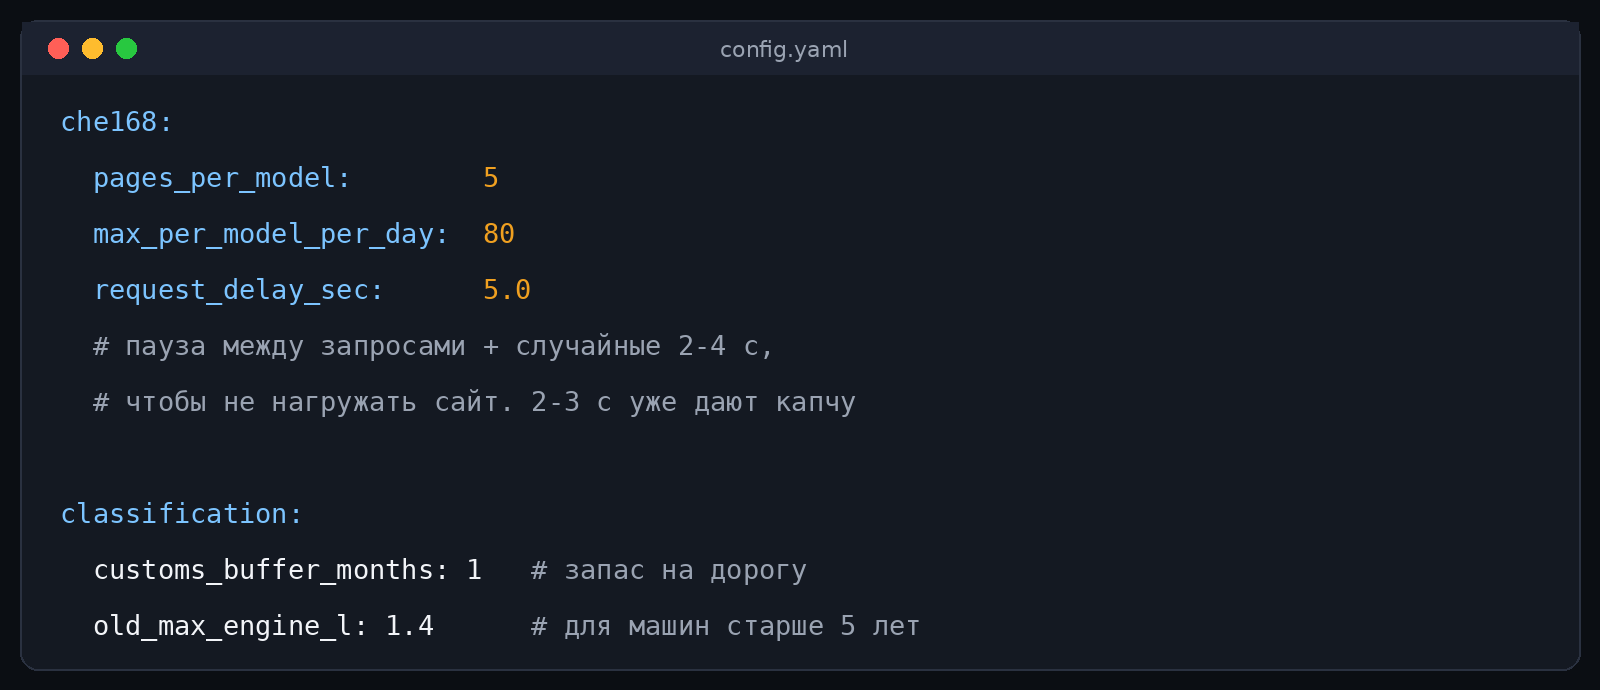 config.yaml
che168:
pages_per_model: 5
max_per_model_per_day: 80
request_delay_sec: 5.0
# пауза между запросами + случайные 2-4 с,
# чтобы не нагружать сайт. 2-3 с уже дают капчу
classification:
customs_buffer_months: 1 # запас на дорогу
old_max_engine_l: 1.4 # для машин старше 5 лет